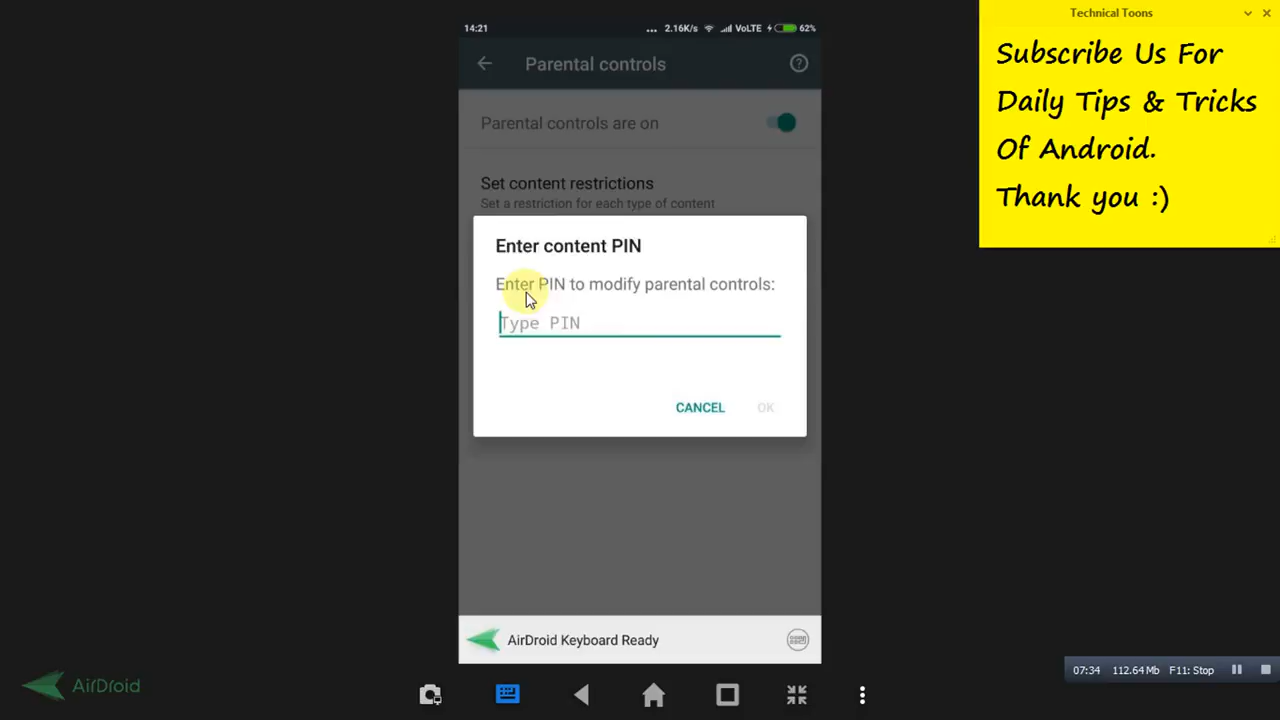 Technical Toons
Subscribe Us For
Daily Tips & Tricks
Of Android.
Thank you :)
14:21
... 2.16K/s VoLTE 62%
Parental controls
Parental controls are on
Set content restrictions
Set a restriction for each type of content
Enter content PIN
Enter PIN to modify parental controls:
Type PIN
CANCEL OK
AirDroid Keyboard Ready
AirDroid
07:34 112.64 Mb F11: Stop